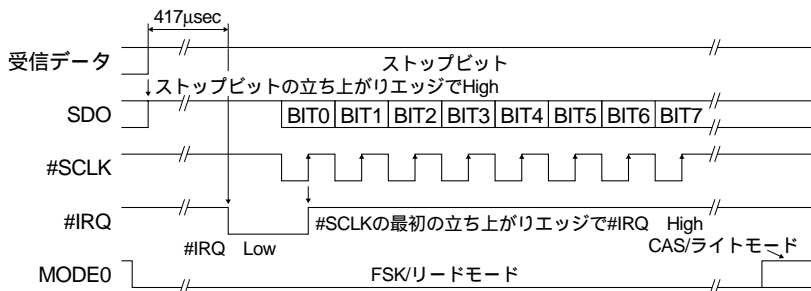 417μsec
受信データ
ストップビット
ストップビットの立ち上がりエッジでHigh
SDO
BIT0 BIT1 BIT2 BIT3 BIT4 BIT5 BIT6 BIT7
#SCLK
#IRQ
#SCLKの最初の立ち上がりエッジで#IRQ High
#IRQ Low
CAS/ライトモード
MODE0
FSK/リードモード